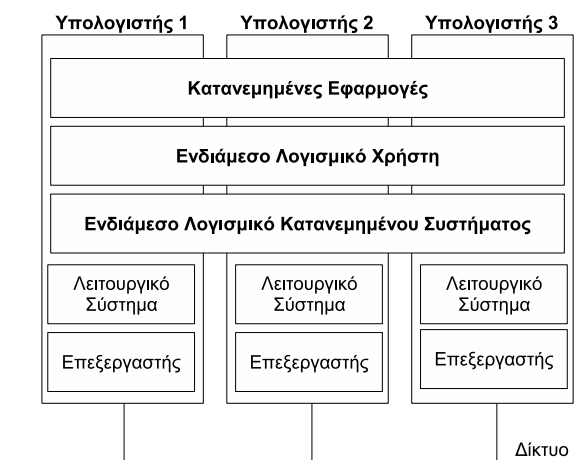 Υπολογιστής 1 Υπολογιστής 2 Υπολογιστής 3
Κατανεμημένες Εφαρμογές
Ενδιάμεσο Λογισμικό Χρήστη
Ενδιάμεσο Λογισμικό Κατανεμημένου Συστήματος
Λειτουργικό Λειτουργικό Λειτουργικό
Σύστημα Σύστημα Σύστημα
Επεξεργαστής Επεξεργαστής Επεξεργαστής
Δίκτυο